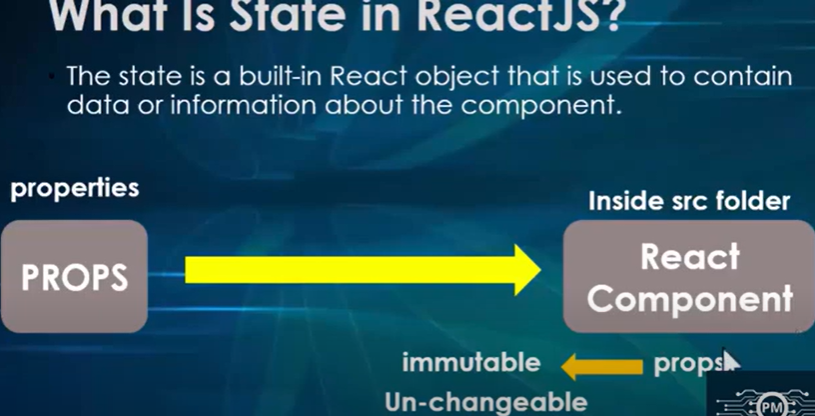 What Is State in ReactJS?
The state is a built-in React object that is used to contain
data or information about the component.
properties
Inside src folder
PROPS
React
Component
immutable
props
Un-changeable
PM